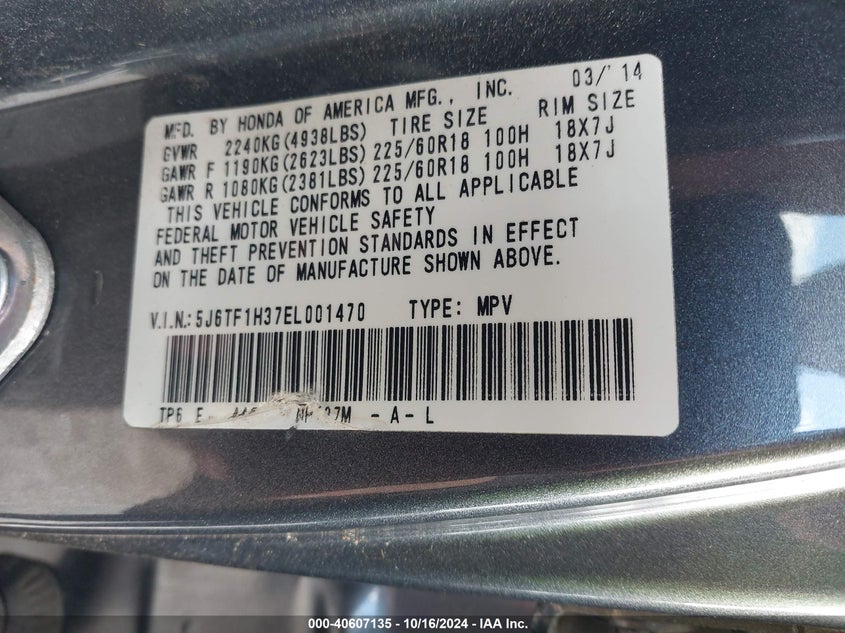 MFD. BY HONDA OF AMERICA MFG., INC. 03/'14
TIRE SIZE RIM SIZE
GVWR 2240KG(4938LBS)
GAWR F 1190KG(2623LBS) 225/60R18 100H 18X7J
GAWR R 1080KG(2381LBS) 225/60R18 100H 18X7J
THIS VEHICLE CONFORMS TO ALL APPLICABLE
FEDERAL MOTOR VEHICLE SAFETY
AND THEFT PREVENTION STANDARDS IN EFFECT
ON THE DATE OF MANUFACTURE SHOWN ABOVE.
V.I.N.: 5J6TF1H37EL001470 TYPE: MPV
TP6 E - A - L
000-40607135 - 10/16/2024 - IAA Inc.